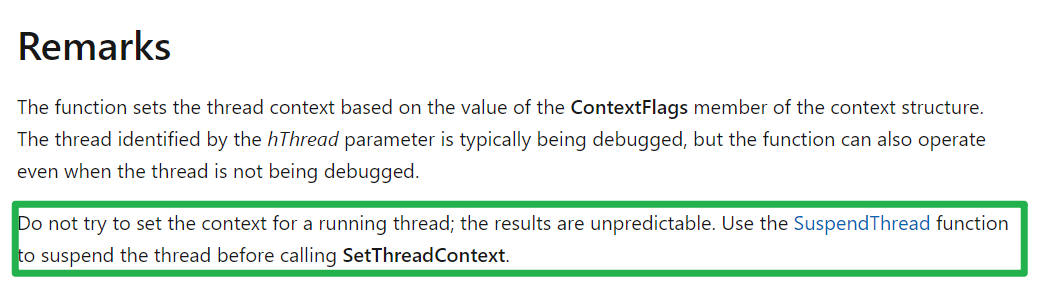 Remarks
The function sets the thread context based on the value of the ContextFlags member of the context structure.
The thread identified by the hThread parameter is typically being debugged, but the function can also operate
even when the thread is not being debugged.
Do not try to set the context for a running thread; the results are unpredictable. Use the SuspendThread function
to suspend the thread before calling SetThreadContext.